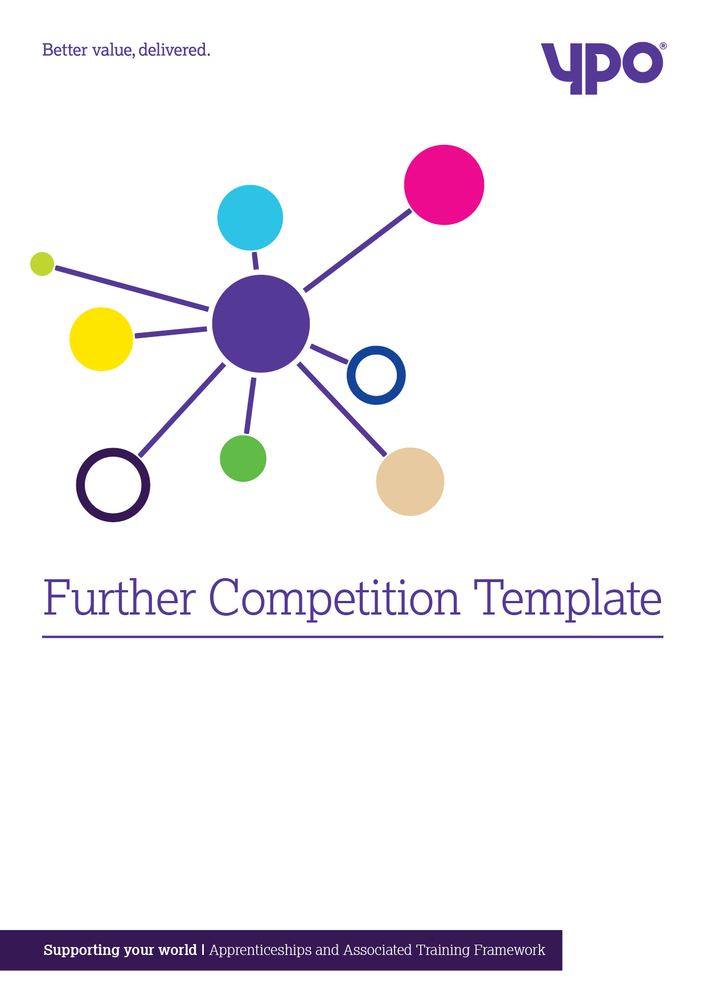 Better value, delivered.
ypo®
Further Competition Template
Supporting your world | Apprenticeships and Associated Training Framework